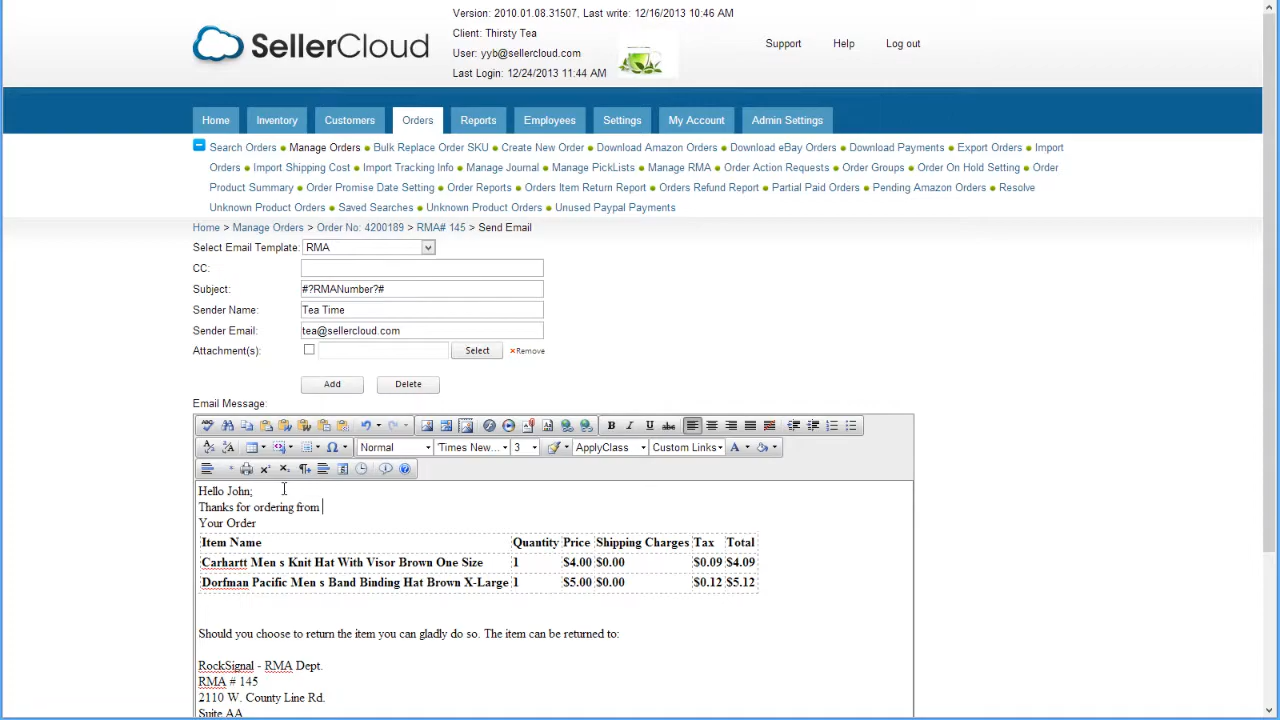 Version: 2010.01.08.31507, Last write: 12/16/2013 10:46 AM
SellerCloud
Client: Thirsty Tea
User: yyb@sellercloud.com
Last Login: 12/24/2013 11:44 AM
Support Help Log out
Home Inventory Customers Orders Reports Employees Settings My Account Admin Settings
Search Orders Manage Orders Bulk Replace Order SKU Create New Order Download Amazon Orders Download eBay Orders Download Payments Export Orders Import
Orders Import Shipping Cost Import Tracking Info Manage Journal Manage PickLists Manage RMA Order Action Requests Order Groups Order On Hold Setting Order
Product Summary Order Promise Date Setting Order Reports Orders Item Return Report Orders Refund Report Partial Paid Orders Pending Amazon Orders Resolve
Unknown Product Orders Saved Searches Unknown Product Orders Unused Paypal Payments
Home > Manage Orders > Order No: 4200189 > RMA# 145 > Send Email
Select Email Template: RMA
CC:
Subject: #?RMANumber?#
Sender Name: Tea Time
Sender Email: tea@sellercloud.com
Attachment(s): Select ×Remove
Add Delete
Email Message:
B I U abc
Normal 'Times New... 3 ApplyClass Custom Links A
Hello John;
Thanks for ordering from
Your Order
Item Name Quantity Price Shipping Charges Tax Total
Carhartt Men s Knit Hat With Visor Brown One Size 1 $4.00 $0.00 $0.09 $4.09
Dorfman Pacific Men s Band Binding Hat Brown X-Large 1 $5.00 $0.00 $0.12 $5.12
Should you choose to return the item you can gladly do so. The item can be returned to:
RockSignal - RMA Dept.
RMA # 145
2110 W. County Line Rd.
Suite AA